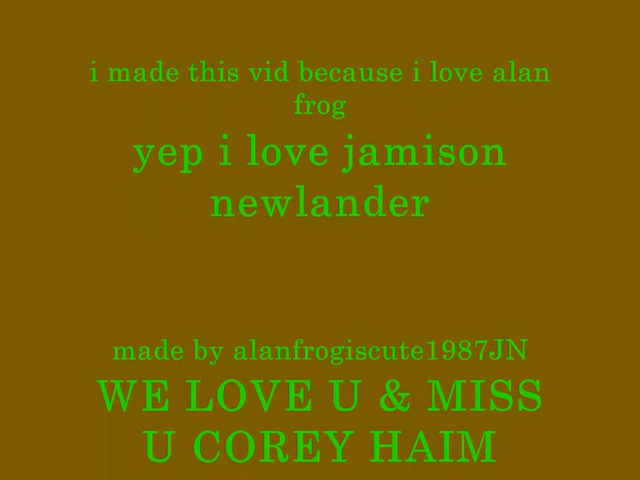 i made this vid because i love alan
frog
yep i love jamison
newlander
made by alanfrogiscute1987JN
WE LOVE U & MISS
U COREY HAIM